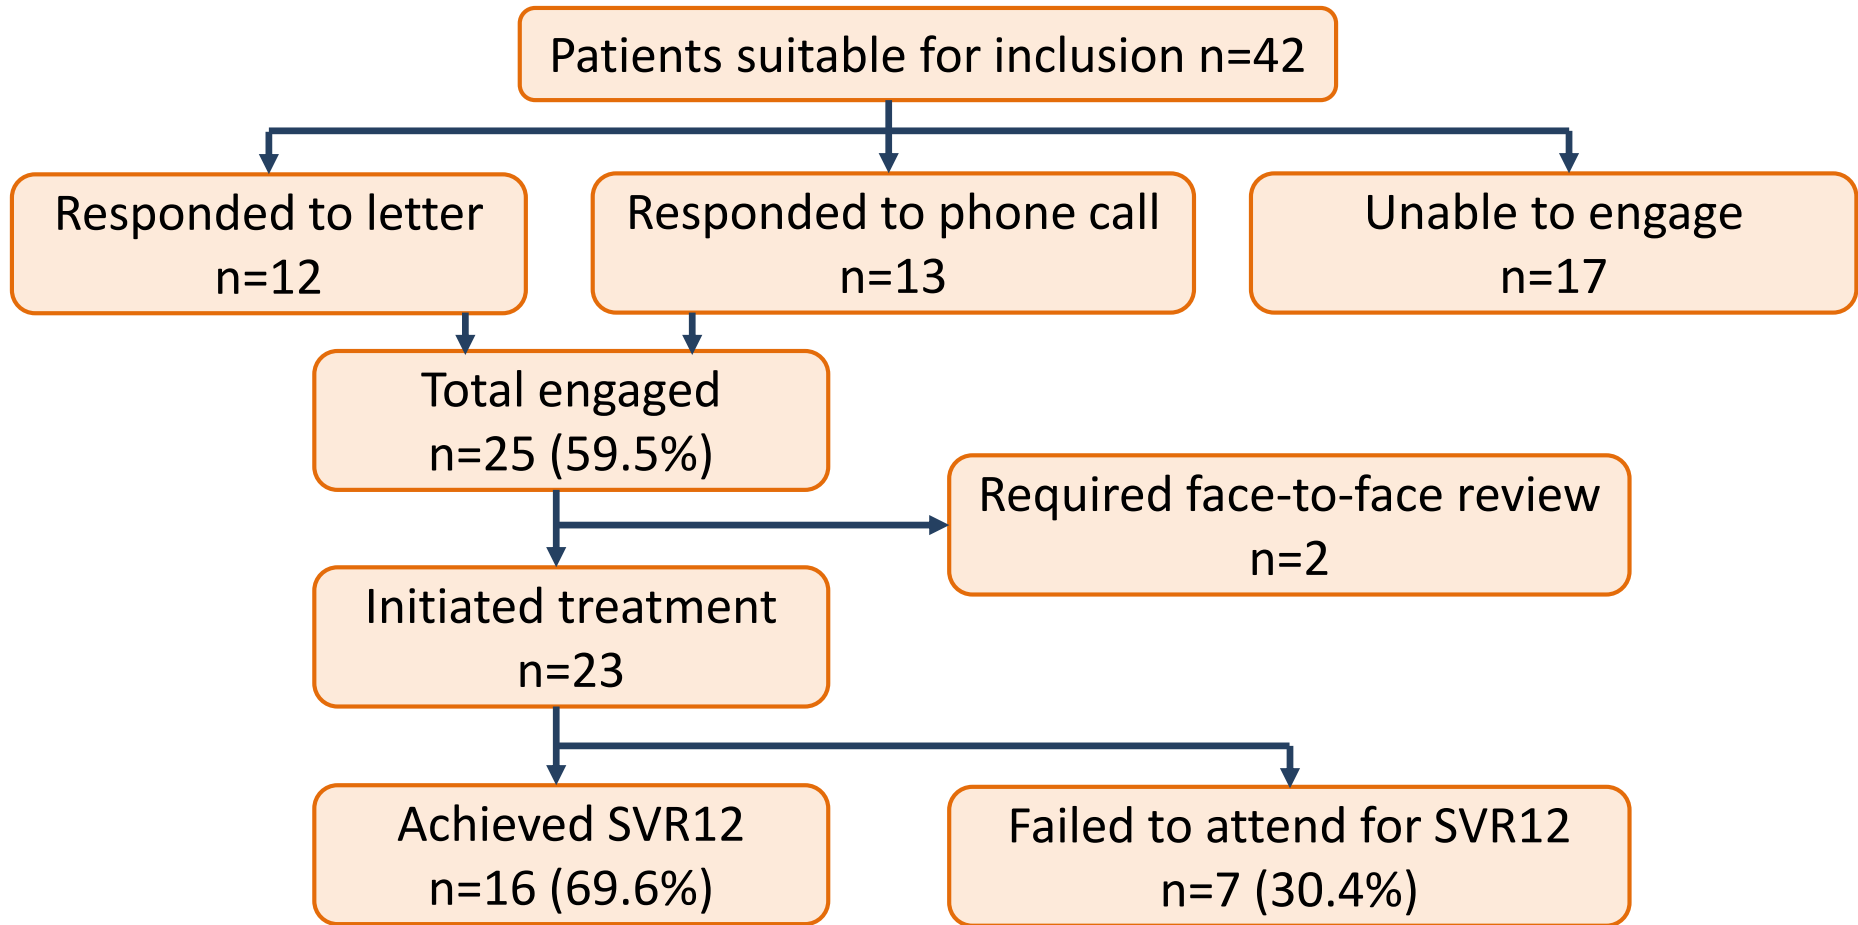 Patients suitable for inclusion n=42
Responded to letter
n=12
Responded to phone call
n=13
Unable to engage
n=17
Total engaged
n=25 (59.5%)
Required face-to-face review
n=2
Initiated treatment
n=23
Achieved SVR12
n=16 (69.6%)
Failed to attend for SVR12
n=7 (30.4%)